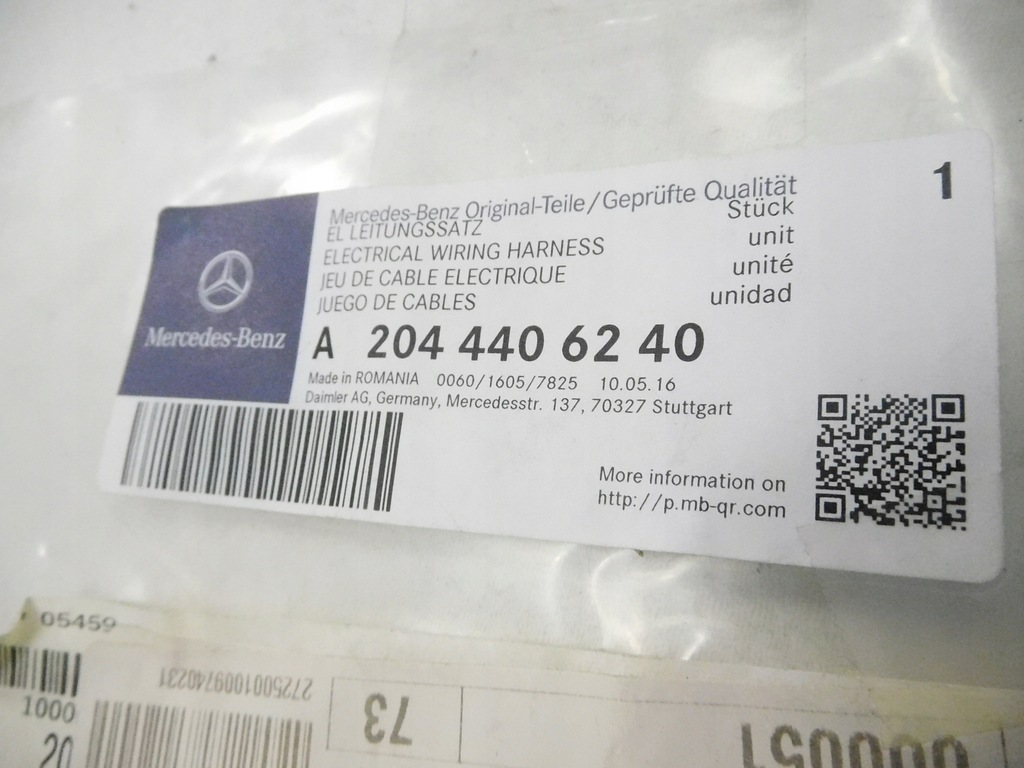 Mercedes-Benz
Mercedes-Benz Original-Teile/Geprüfte Qualität
EL LEITUNGSSATZ Stück
ELECTRICAL WIRING HARNESS unit
JEU DE CABLE ELECTRIQUE unité
JUEGO DE CABLES unidad
1
A 204 440 62 40
Made in ROMANIA 0060/1605/7825 10.05.16
Daimler AG, Germany, Mercedesstr. 137, 70327 Stuttgart
More information on
http://p.mb-qr.com
05459
1000
20
2725001009740231
73